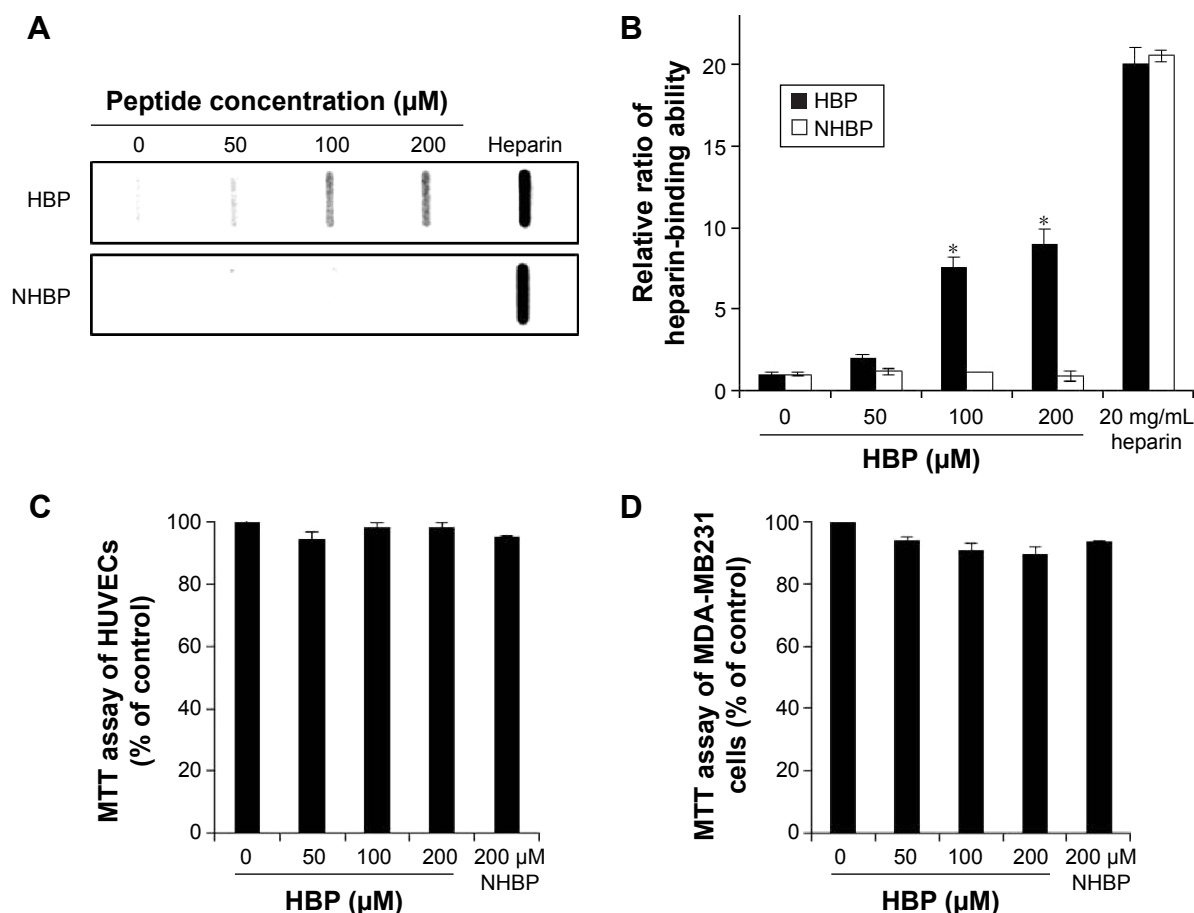 A
Peptide concentration (µM)
0 50 100 200 Heparin
HBP
NHBP
B
Relative ratio of
heparin-binding ability
20
15
10
5
0
HBP
NHBP
*
*
0 50 100 200 20 mg/mL
heparin
HBP (µM)
C
MTT assay of HUVECs
(% of control)
100
80
60
40
20
0
0 50 100 200 200 µM
NHBP
HBP (µM)
D
MTT assay of MDA-MB231
cells (% of control)
100
80
60
40
20
0
0 50 100 200 200 µM
NHBP
HBP (µM)